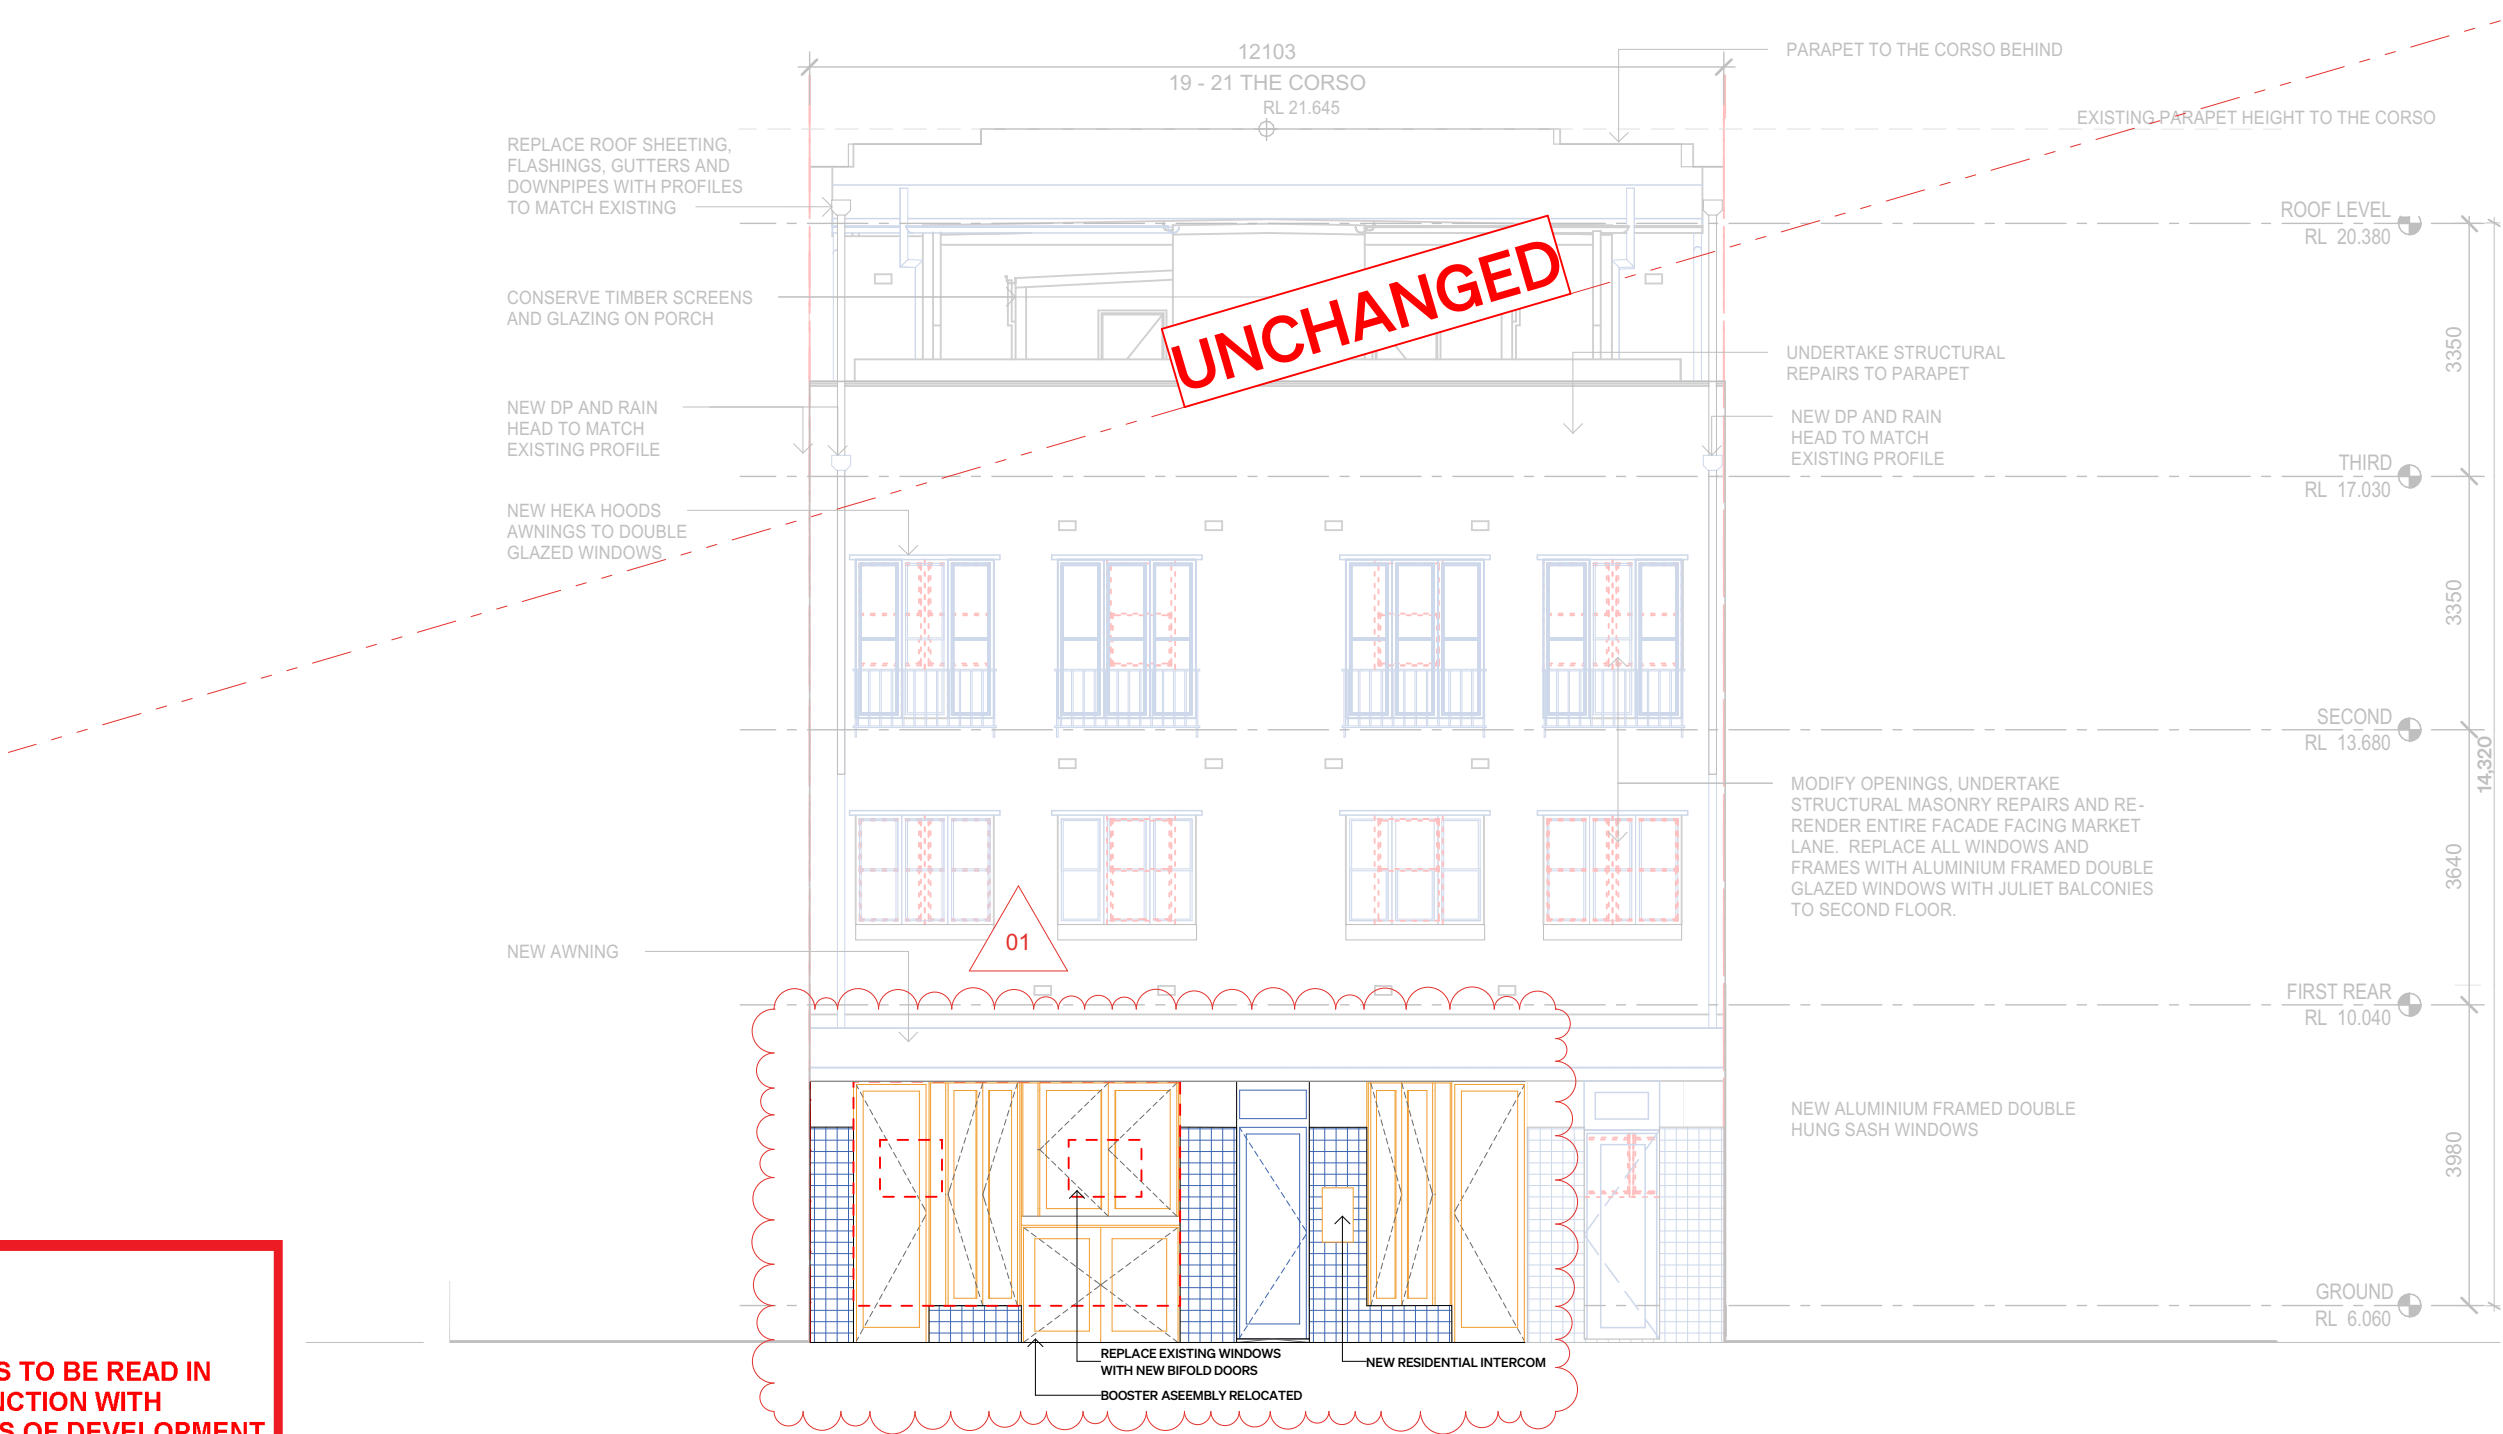 12103
19 - 21 THE CORSO
RL 21.645
PARAPET TO THE CORSO BEHIND
EXISTING PARAPET HEIGHT TO THE CORSO
REPLACE ROOF SHEETING,
FLASHINGS, GUTTERS AND
DOWNPIPES WITH PROFILES
TO MATCH EXISTING
ROOF LEVEL
RL 20.380
CONSERVE TIMBER SCREENS
AND GLAZING ON PORCH
UNCHANGED
3350
UNDERTAKE STRUCTURAL
REPAIRS TO PARAPET
NEW DP AND RAIN
HEAD TO MATCH
EXISTING PROFILE
NEW DP AND RAIN
HEAD TO MATCH
EXISTING PROFILE
THIRD
RL 17.030
NEW HEKA HOODS
AWNINGS TO DOUBLE
GLAZED WINDOWS
3350
SECOND
RL 13.680
14,320
MODIFY OPENINGS, UNDERTAKE
STRUCTURAL MASONRY REPAIRS AND RE-
RENDER ENTIRE FACADE FACING MARKET
LANE. REPLACE ALL WINDOWS AND
FRAMES WITH ALUMINIUM FRAMED DOUBLE
GLAZED WINDOWS WITH JULIET BALCONIES
TO SECOND FLOOR.
3640
01
NEW AWNING
FIRST REAR
RL 10.040
NEW ALUMINIUM FRAMED DOUBLE
HUNG SASH WINDOWS
3980
GROUND
RL 6.060
REPLACE EXISTING WINDOWS
WITH NEW BIFOLD DOORS
NEW RESIDENTIAL INTERCOM
BOOSTER ASEEMBLY RELOCATED
S TO BE READ IN
NCTION WITH
S OF DEVELOPMENT